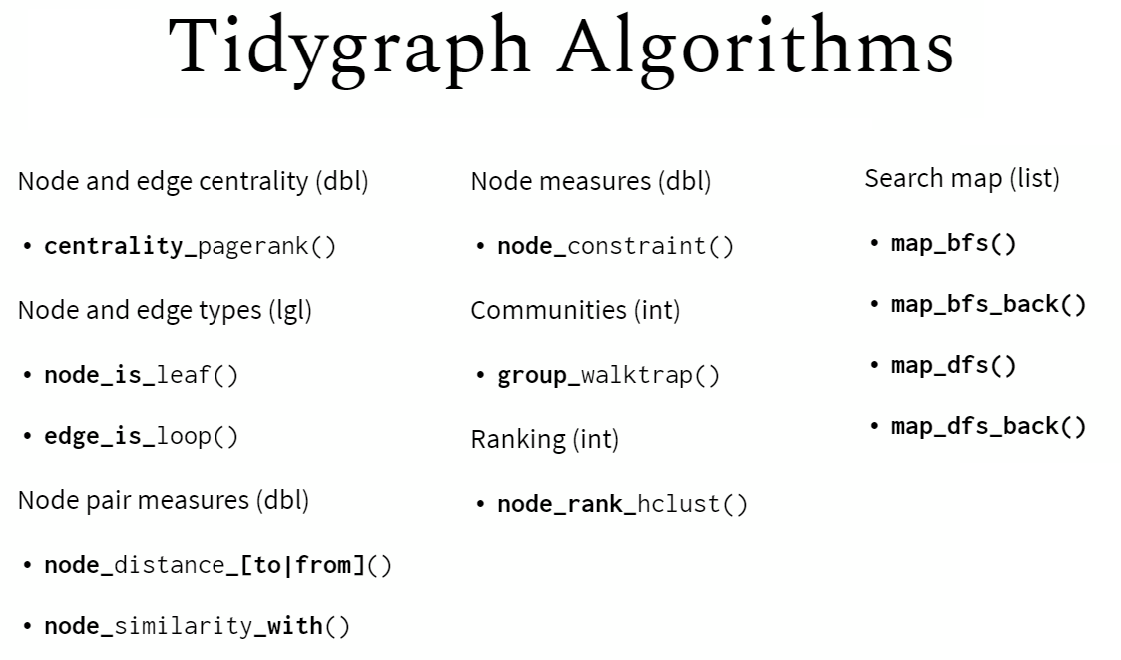 Tidygraph Algorithms
Node and edge centrality (dbl)
• centrality_pagerank()
Node and edge types (lgl)
• node_is_leaf()
• edge_is_loop()
Node pair measures (dbl)
• node_distance_[to|from]()
• node_similarity_with()
Node measures (dbl)
• node_constraint()
Communities (int)
• group_walktrap()
Ranking (int)
• node_rank_hclust()
Search map (list)
• map_bfs()
• map_bfs_back()
• map_dfs()
• map_dfs_back()